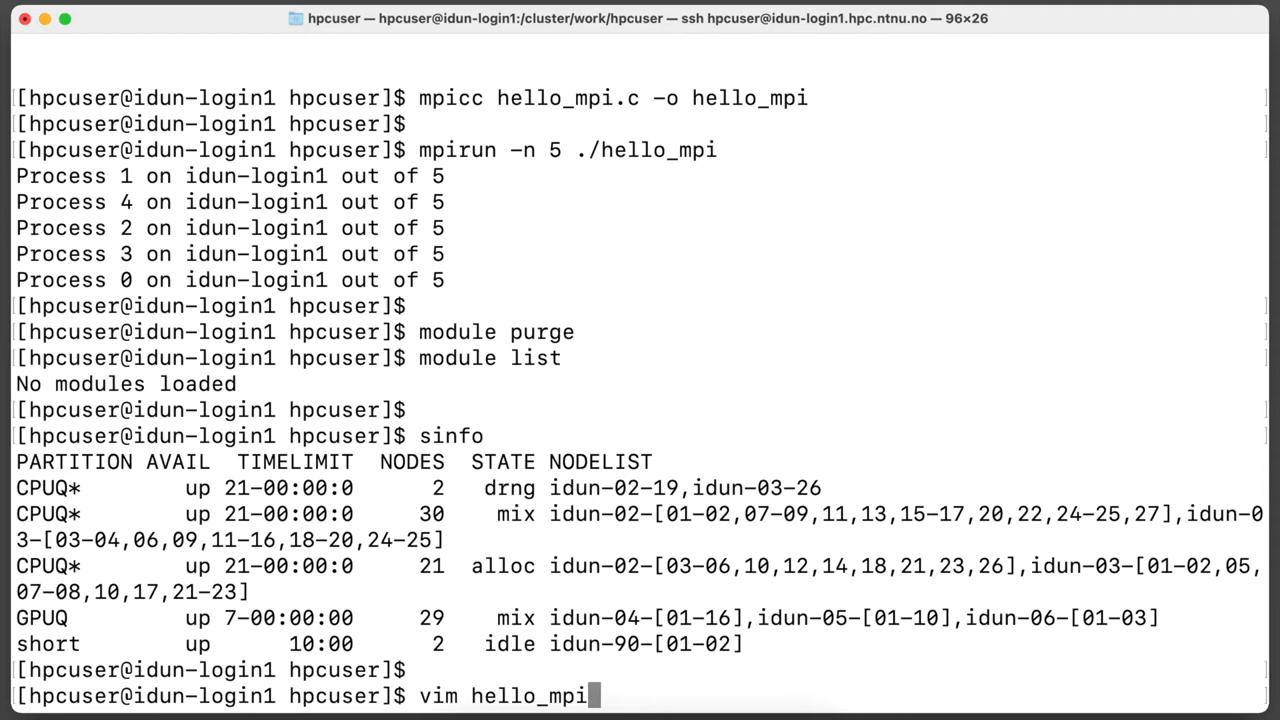 hpcuser — hpcuser@idun-login1:/cluster/work/hpcuser — ssh hpcuser@idun-login1.hpc.ntnu.no — 96×26
[hpcuser@idun-login1 hpcuser]$ mpicc hello_mpi.c -o hello_mpi
[hpcuser@idun-login1 hpcuser]$
[hpcuser@idun-login1 hpcuser]$ mpirun -n 5 ./hello_mpi
Process 1 on idun-login1 out of 5
Process 4 on idun-login1 out of 5
Process 2 on idun-login1 out of 5
Process 3 on idun-login1 out of 5
Process 0 on idun-login1 out of 5
[hpcuser@idun-login1 hpcuser]$
[hpcuser@idun-login1 hpcuser]$ module purge
[hpcuser@idun-login1 hpcuser]$ module list
No modules loaded
[hpcuser@idun-login1 hpcuser]$
[hpcuser@idun-login1 hpcuser]$ sinfo
PARTITION AVAIL  TIMELIMIT  NODES  STATE NODELIST
CPUQ*        up 21-00:00:0      2   drng idun-02-19,idun-03-26
CPUQ*        up 21-00:00:0     30    mix idun-02-[01-02,07-09,11,13,15-17,20,22,24-25,27],idun-0
3-[03-04,06,09,11-16,18-20,24-25]
CPUQ*        up 21-00:00:0     21  alloc idun-02-[03-06,10,12,14,18,21,23,26],idun-03-[01-02,05,
07-08,10,17,21-23]
GPUQ         up 7-00:00:00     29    mix idun-04-[01-16],idun-05-[01-10],idun-06-[01-03]
short        up      10:00      2   idle idun-90-[01-02]
[hpcuser@idun-login1 hpcuser]$
[hpcuser@idun-login1 hpcuser]$ vim hello_mpi